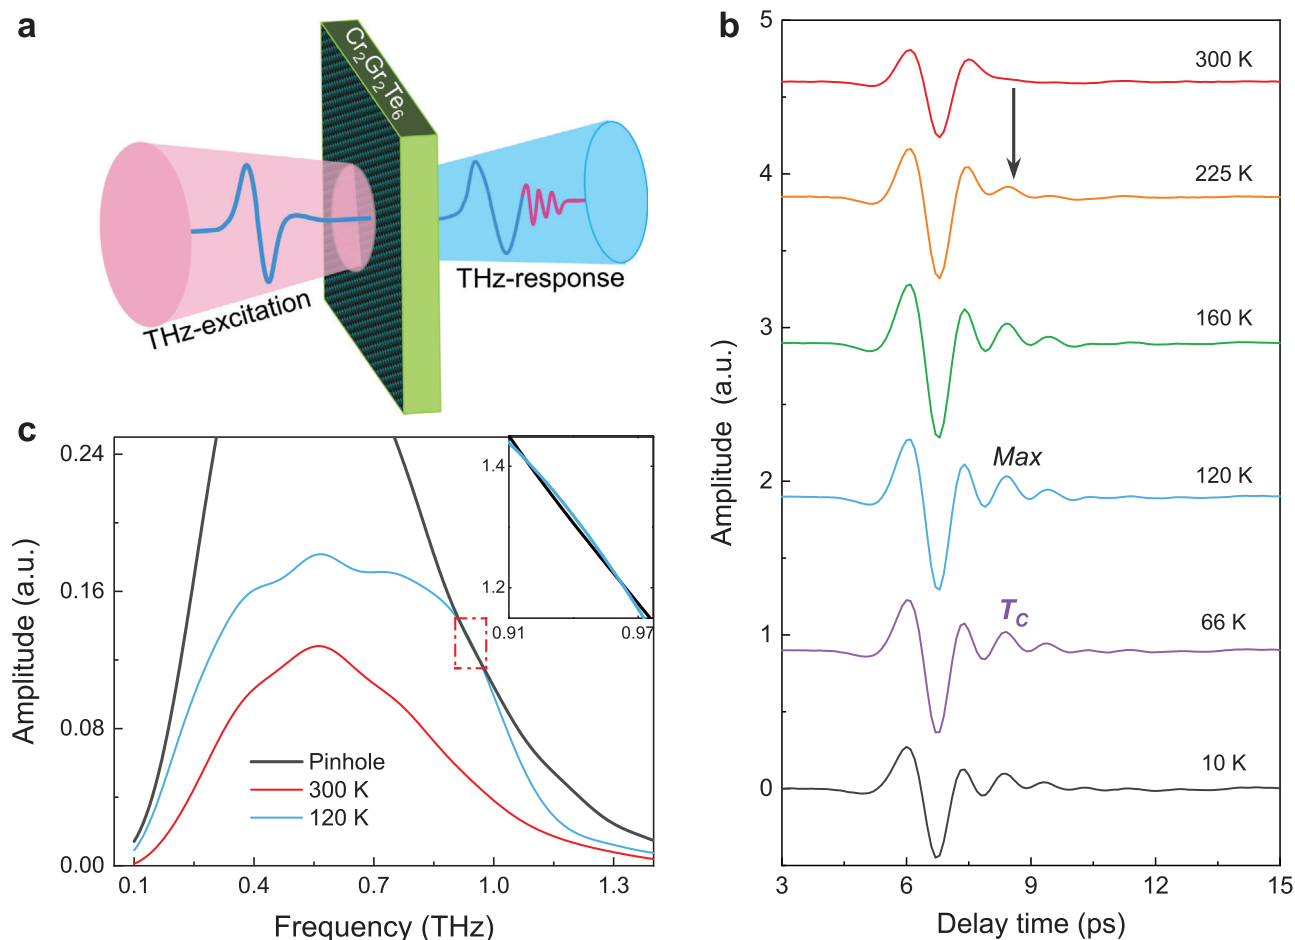 a
Cr₂Gr₂Te₆
THz-excitation
THz-response
b
5
4
3
2
1
0
Amplitude (a.u.)
300 K
225 K
160 K
Max
120 K
T_C
66 K
10 K
3 6 9 12 15
Delay time (ps)
c
0.24
0.16
0.08
0.00
Amplitude (a.u.)
1.4
1.2
0.91 0.97
Pinhole
300 K
120 K
0.1 0.4 0.7 1.0 1.3
Frequency (THz)